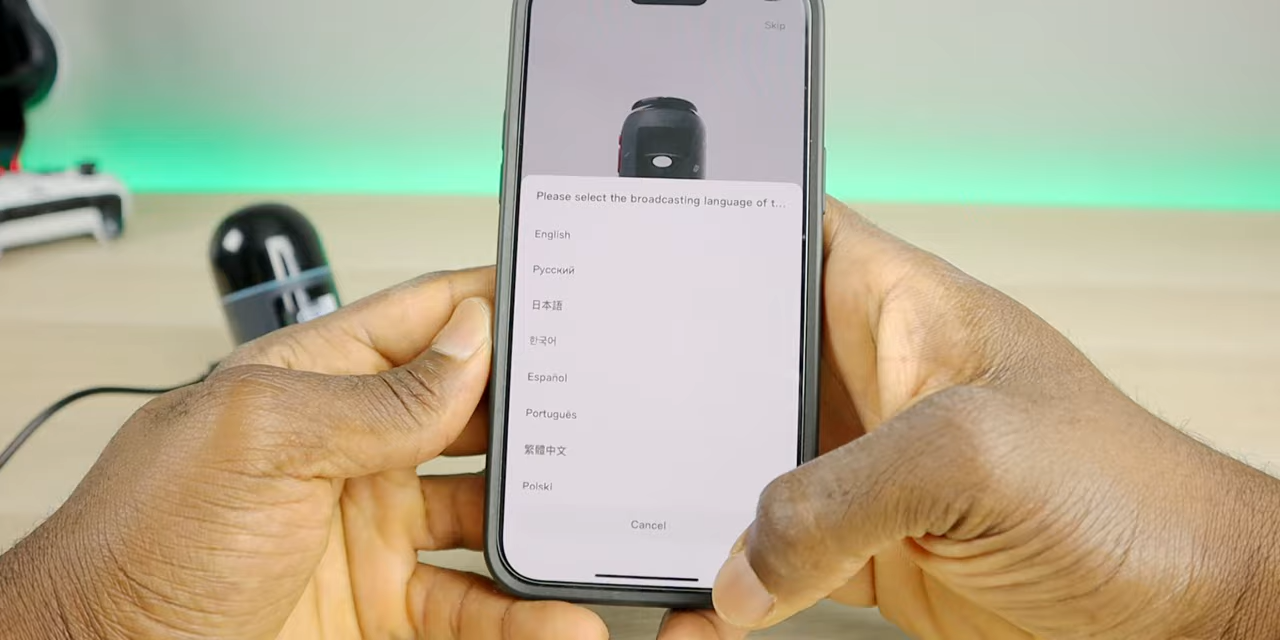 Skip
Please select the broadcasting language of t...
English
Русский
日本語
한국어
Español
Português
繁體中文
Polski
Cancel